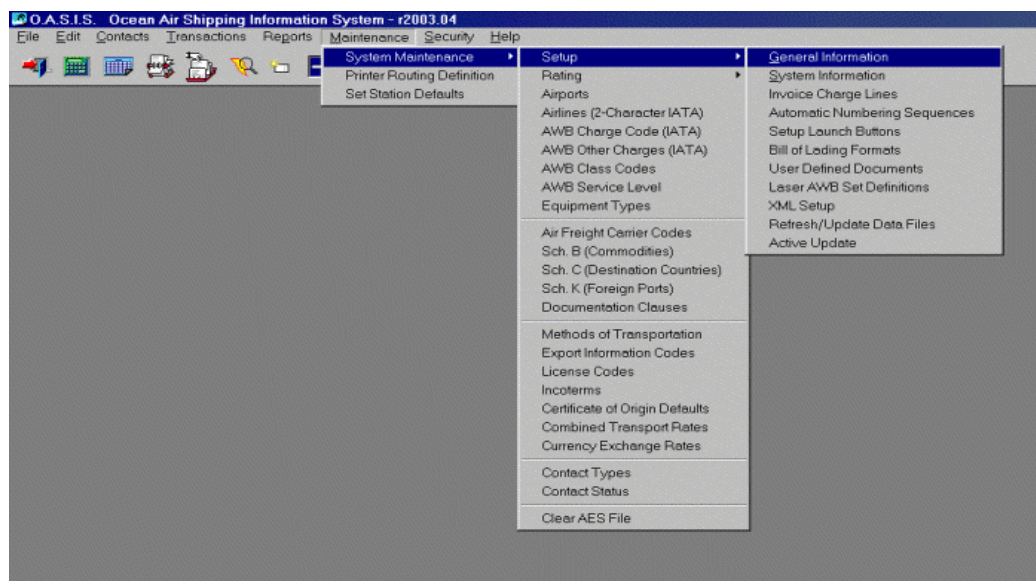 O.A.S.I.S. Ocean Air Shipping Information System - r2003.04
File Edit Contacts Transactions Reports Maintenance Security Help
System Maintenance
Printer Routing Definition
Set Station Defaults
Setup
Rating
Airports
Airlines (2-Character IATA)
AWB Charge Code (IATA)
AWB Other Charges (IATA)
AWB Class Codes
AWB Service Level
Equipment Types
Air Freight Carrier Codes
Sch. B (Commodities)
Sch. C (Destination Countries)
Sch. K (Foreign Ports)
Documentation Clauses
Methods of Transportation
Export Information Codes
License Codes
Incoterms
Certificate of Origin Defaults
Combined Transport Rates
Currency Exchange Rates
Contact Types
Contact Status
Clear AES File
General Information
System Information
Invoice Charge Lines
Automatic Numbering Sequences
Setup Launch Buttons
Bill of Lading Formats
User Defined Documents
Laser AWB Set Definitions
XML Setup
Refresh/Update Data Files
Active Update